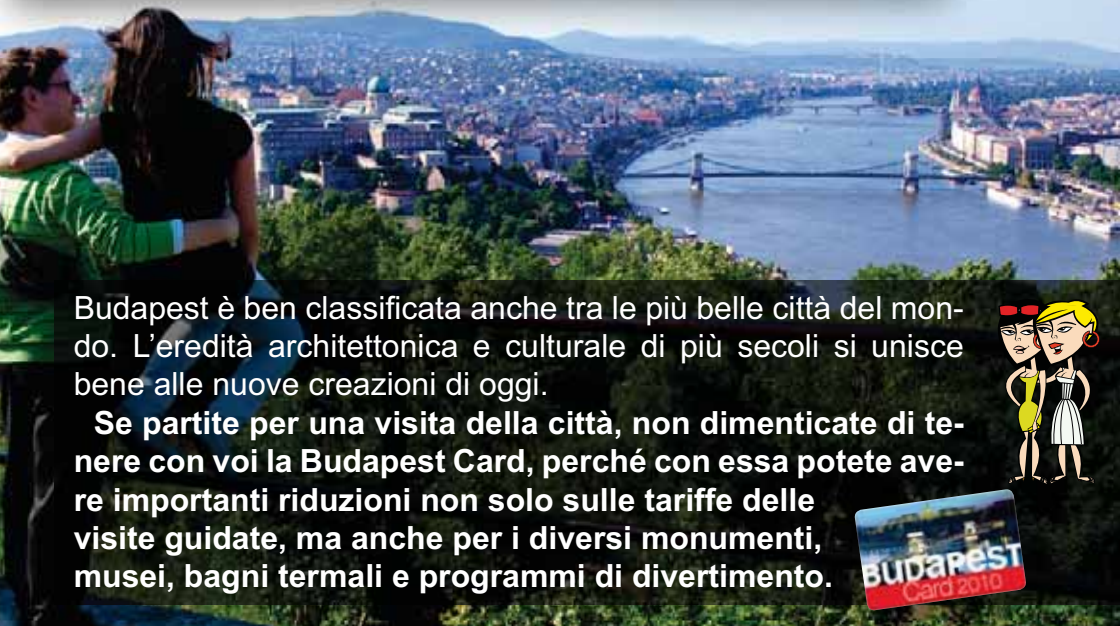 Budapest è ben classificata anche tra le più belle città del mon-
do. L’eredità architettonica e culturale di più secoli si unisce
bene alle nuove creazioni di oggi.
Se partite per una visita della città, non dimenticate di te-
nere con voi la Budapest Card, perché con essa potete ave-
re importanti riduzioni non solo sulle tariffe delle
visite guidate, ma anche per i diversi monumenti,
musei, bagni termali e programmi di divertimento.
BUDAPEST
Card 2010